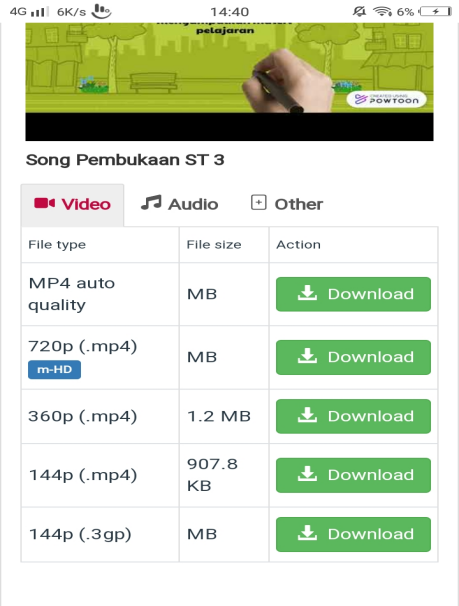 4G 6K/s 14:40 6%
pelajaran
CREATED USING
POWTOON
Song Pembukaan ST 3
Video Audio Other
File type File size Action
MP4 auto
quality MB Download
720p (.mp4)
m-HD MB Download
360p (.mp4) 1.2 MB Download
144p (.mp4) 907.8
KB Download
144p (.3gp) MB Download